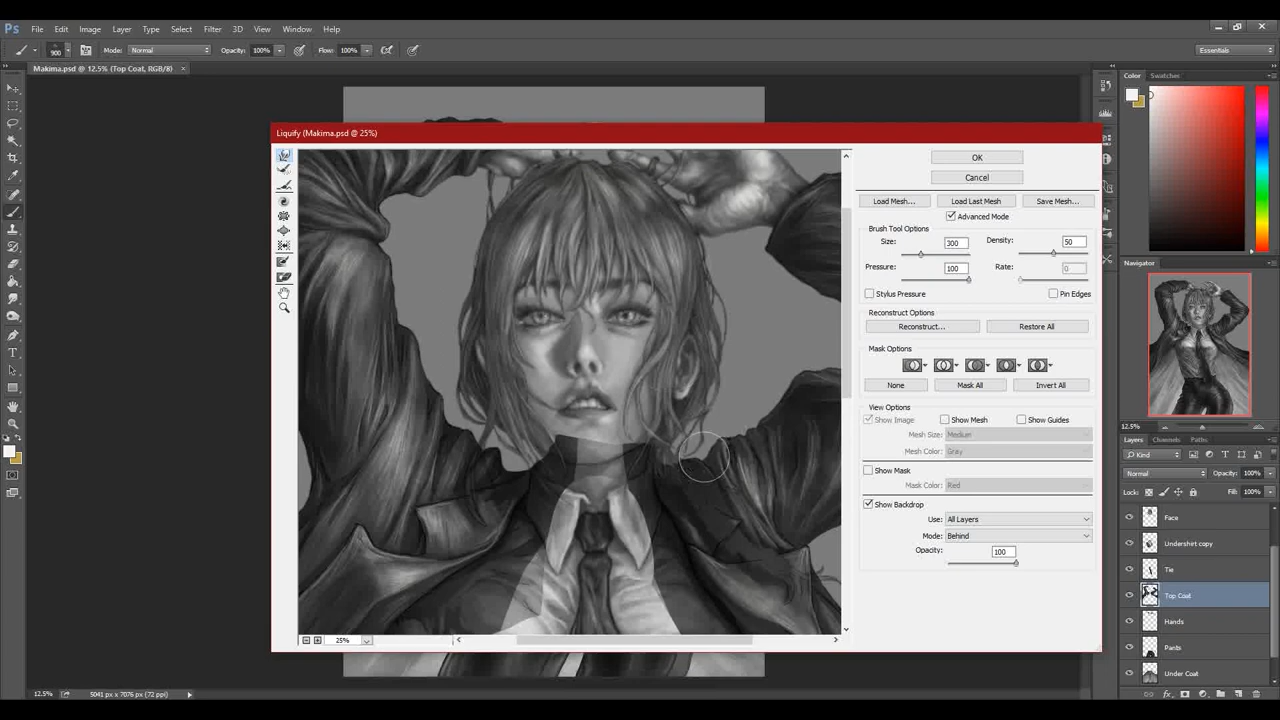 Ps File Edit Image Layer Type Select Filter 3D View Window Help
900 Mode: Normal Opacity: 100% Flow: 100% Essentials
Makima.psd @ 12.5% (Top Coat, RGB/8) ×
Color Swatches
Liquify (Makima.psd @ 25%)
OK
Cancel
Load Mesh... Load Last Mesh Save Mesh...
Advanced Mode
Brush Tool Options
Size: 300 Density: 50
Pressure: 100 Rate: 0
Stylus Pressure Pin Edges
Reconstruct Options
Reconstruct... Restore All
Mask Options
None Mask All Invert All
View Options
Show Image Show Mesh Show Guides
Mesh Size: Medium
Mesh Color: Gray
Show Mask
Mask Color: Red
Show Backdrop
Use: All Layers
Mode: Behind
Opacity: 100
25%
Navigator
12.5%
Layers Channels Paths
Kind
Normal Opacity: 100%
Lock: Fill: 100%
Face
Undershirt copy
Tie
Top Coat
Hands
Pants
Under Coat
12.5% 5041 px x 7076 px (72 ppi)